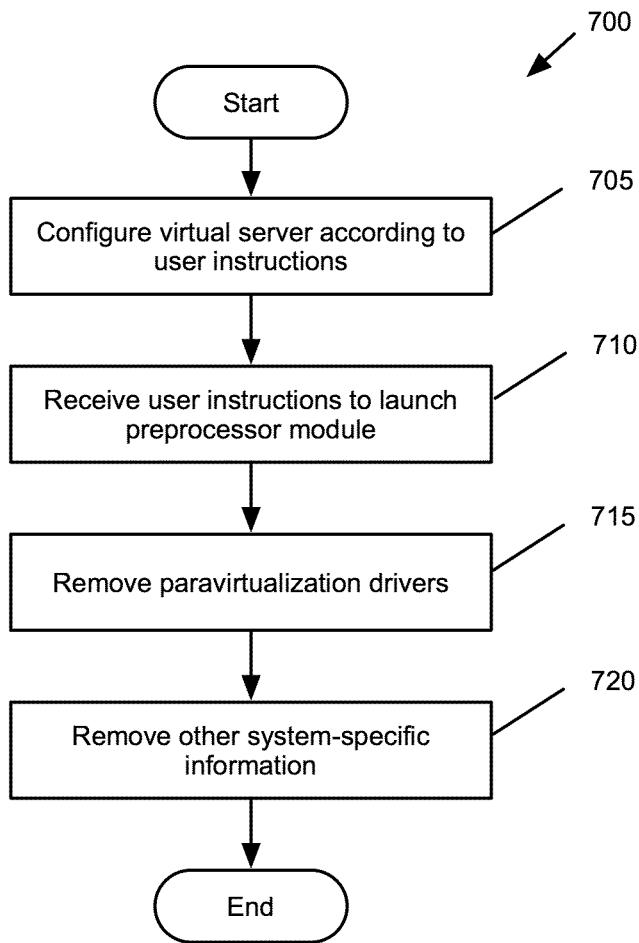 700
Start
705
Configure virtual server according to
user instructions
710
Receive user instructions to launch
preprocessor module
715
Remove paravirtualization drivers
720
Remove other system-specific
information
End